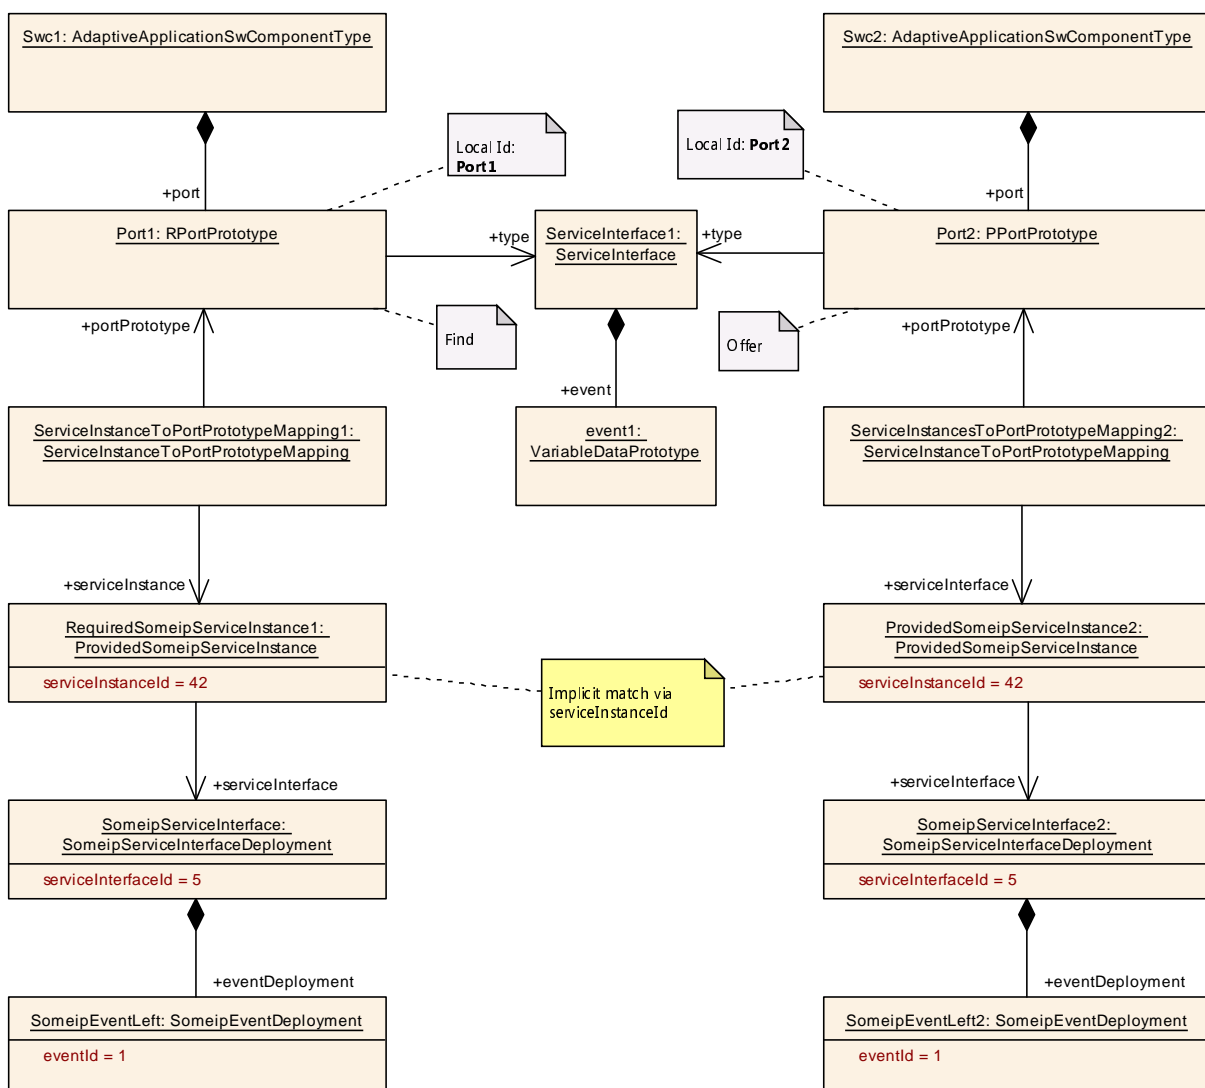 Swc1: AdaptiveApplicationSwComponentType
Swc2: AdaptiveApplicationSwComponentType
Local Id:
Port1
Local Id: Port2
+port
+port
Port1: RPortPrototype
+type
ServiceInterface1:
ServiceInterface
+type
Port2: PPortPrototype
+portPrototype
Find
Offer
+portPrototype
+event
ServiceInstanceToPortPrototypeMapping1:
ServiceInstanceToPortPrototypeMapping
event1:
VariableDataPrototype
ServiceInstancesToPortPrototypeMapping2:
ServiceInstanceToPortPrototypeMapping
+serviceInstance
+serviceInterface
RequiredSomeipServiceInstance1:
ProvidedSomeipServiceInstance
serviceInstanceId = 42
Implicit match via
serviceInstanceId
ProvidedSomeipServiceInstance2:
ProvidedSomeipServiceInstance
serviceInstanceId = 42
+serviceInterface
+serviceInterface
SomeipServiceInterface:
SomeipServiceInterfaceDeployment
serviceInterfaceId = 5
SomeipServiceInterface2:
SomeipServiceInterfaceDeployment
serviceInterfaceId = 5
+eventDeployment
+eventDeployment
SomeipEventLeft: SomeipEventDeployment
eventId = 1
SomeipEventLeft2: SomeipEventDeployment
eventId = 1